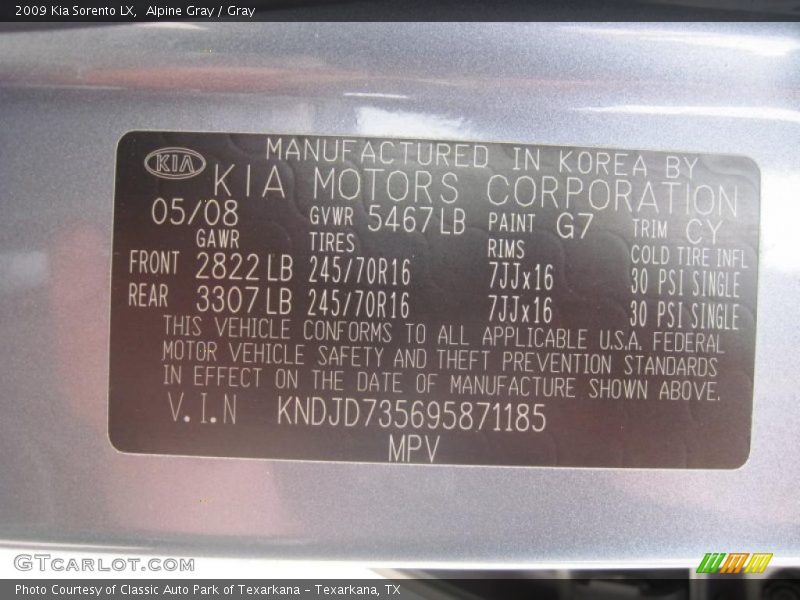 2009 Kia Sorento LX, Alpine Gray / Gray
KIA MANUFACTURED IN KOREA BY
KIA MOTORS CORPORATION
05/08 GVWR 5467LB PAINT G7 TRIM CY
GAWR TIRES RIMS COLD TIRE INFL
FRONT 2822LB 245/70R16 7JJx16 30 PSI SINGLE
REAR 3307LB 245/70R16 7JJx16 30 PSI SINGLE
THIS VEHICLE CONFORMS TO ALL APPLICABLE U.S.A. FEDERAL
MOTOR VEHICLE SAFETY AND THEFT PREVENTION STANDARDS
IN EFFECT ON THE DATE OF MANUFACTURE SHOWN ABOVE.
V.I.N KNDJD735695871185
MPV
GTCARLOT.COM
Photo Courtesy of Classic Auto Park of Texarkana - Texarkana, TX